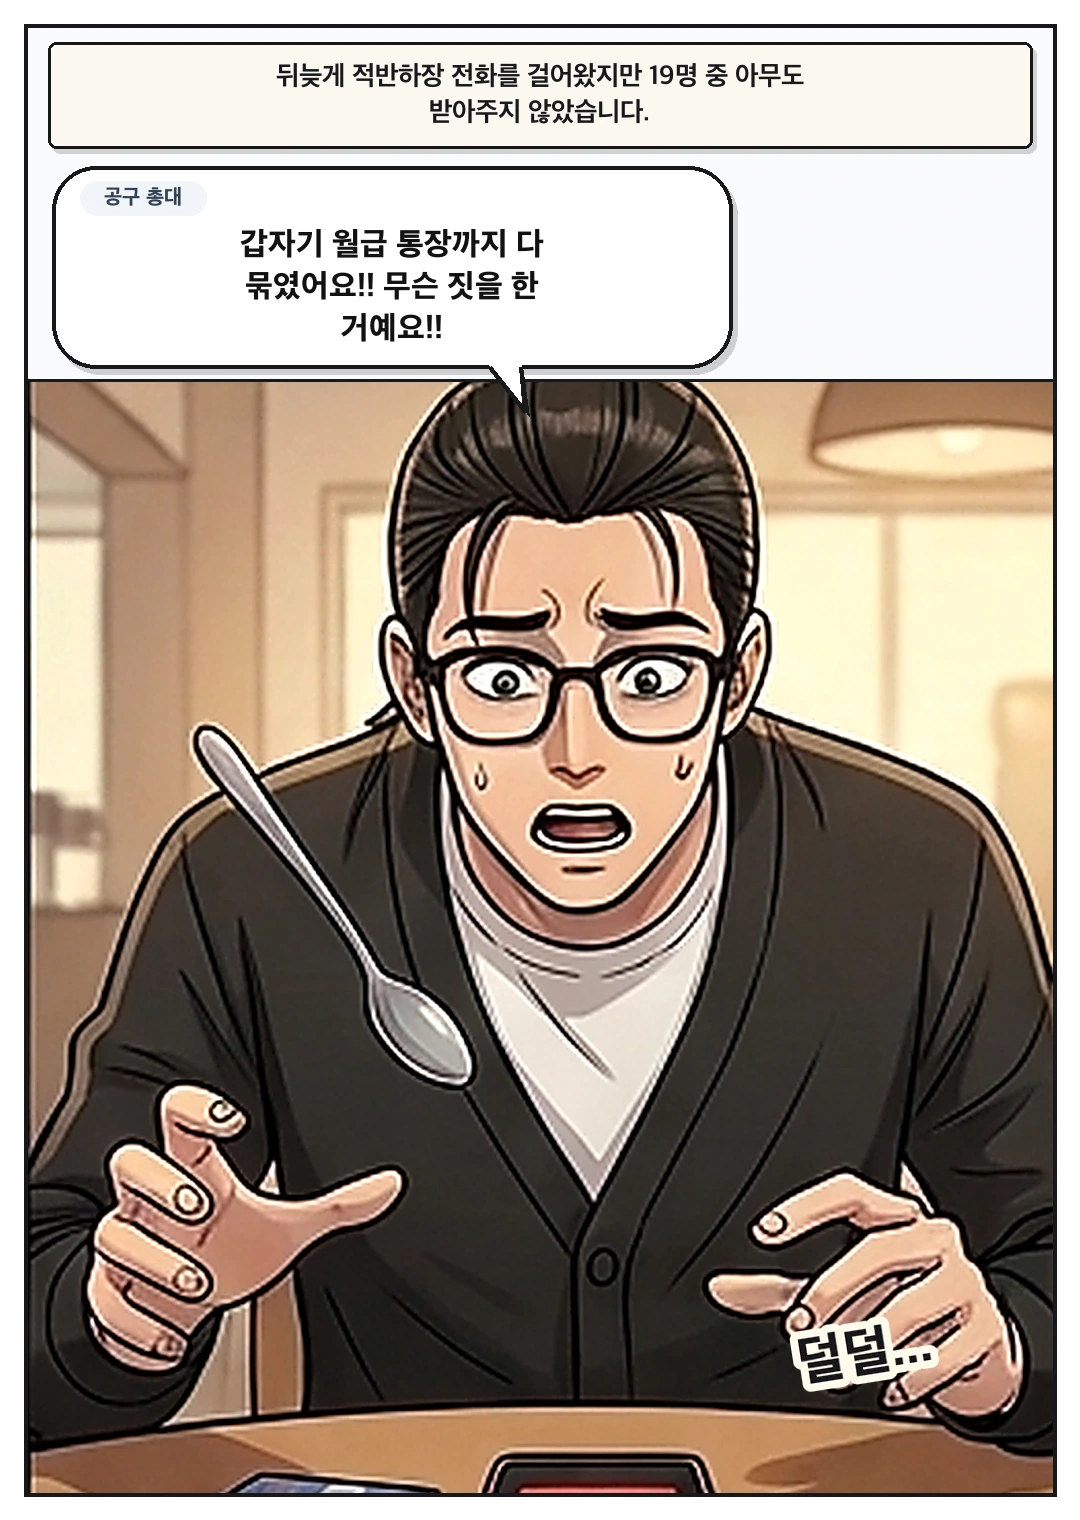 뒤늦게 적반하장 전화를 걸어왔지만 19명 중 아무도
받아주지 않았습니다.
공구 총대
갑자기 월급 통장까지 다
묶였어요!! 무슨 짓을 한
거예요!!
덜덜...